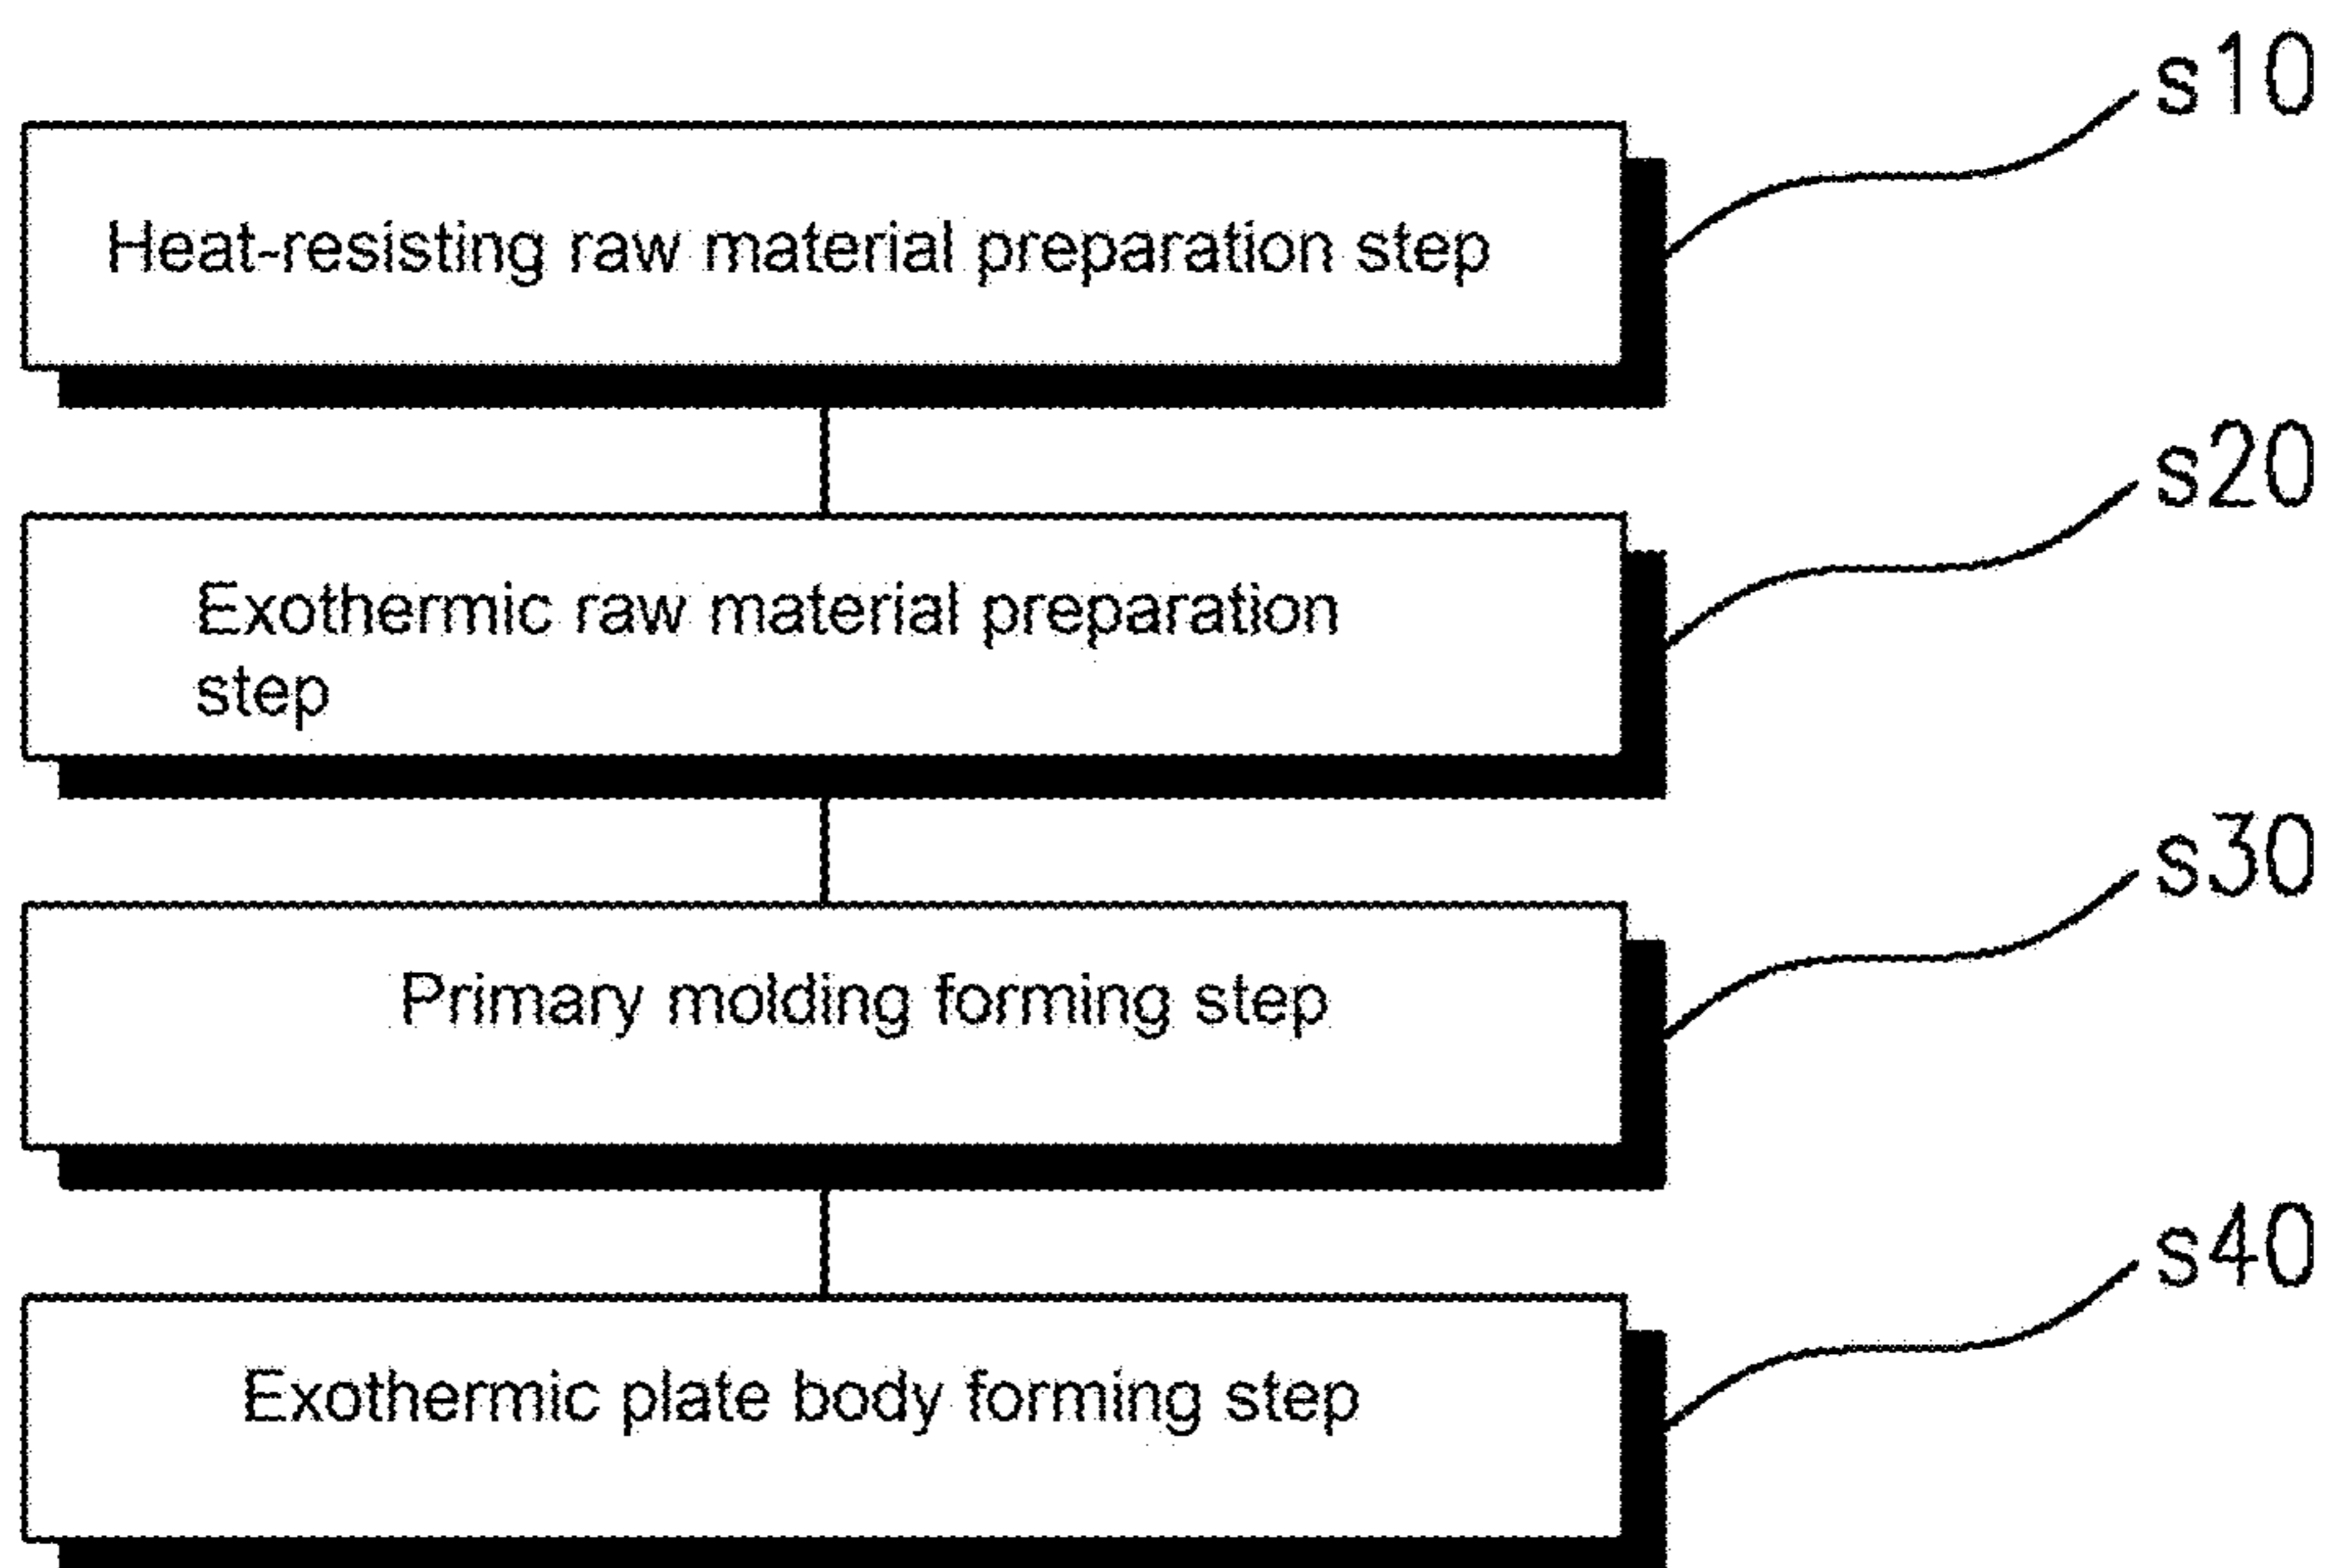 s10
Heat-resisting raw material preparation step
s20
Exothermic raw material preparation
step
s30
Primary molding forming step
s40
Exothermic plate body forming step